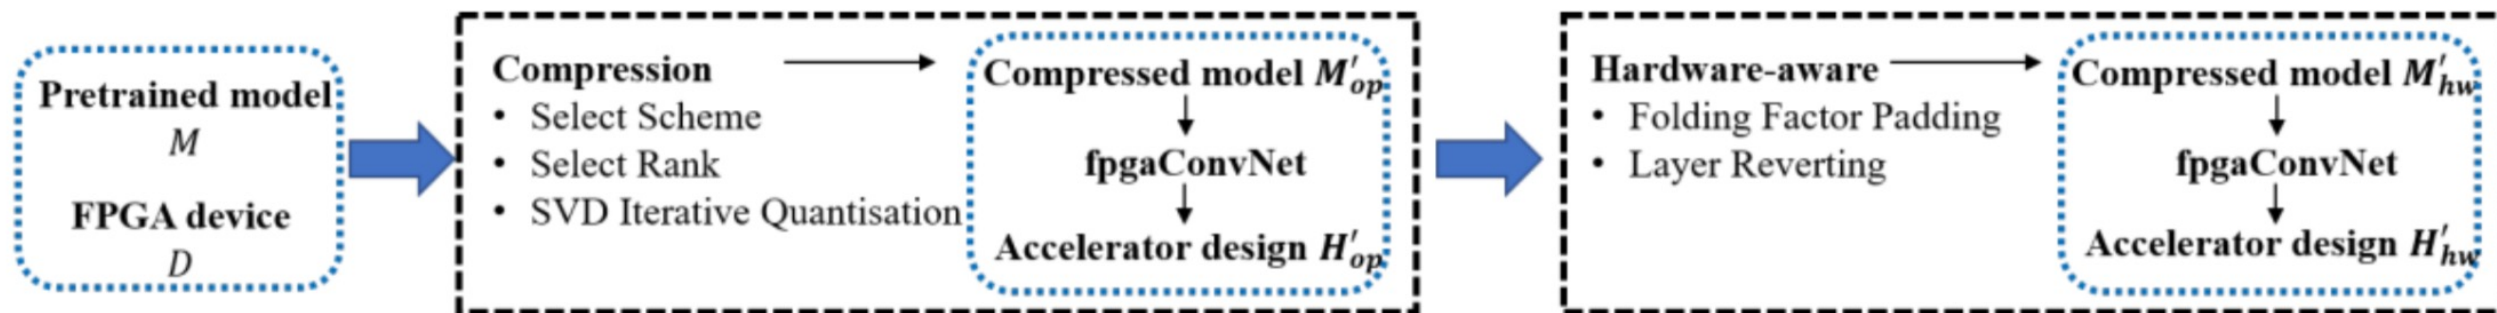 Pretrained model
M
FPGA device
D
Compression
• Select Scheme
• Select Rank
• SVD Iterative Quantisation
Compressed model M′op
fpgaConvNet
Accelerator design H′op
Hardware-aware
• Folding Factor Padding
• Layer Reverting
Compressed model M′hw
fpgaConvNet
Accelerator design H′hw